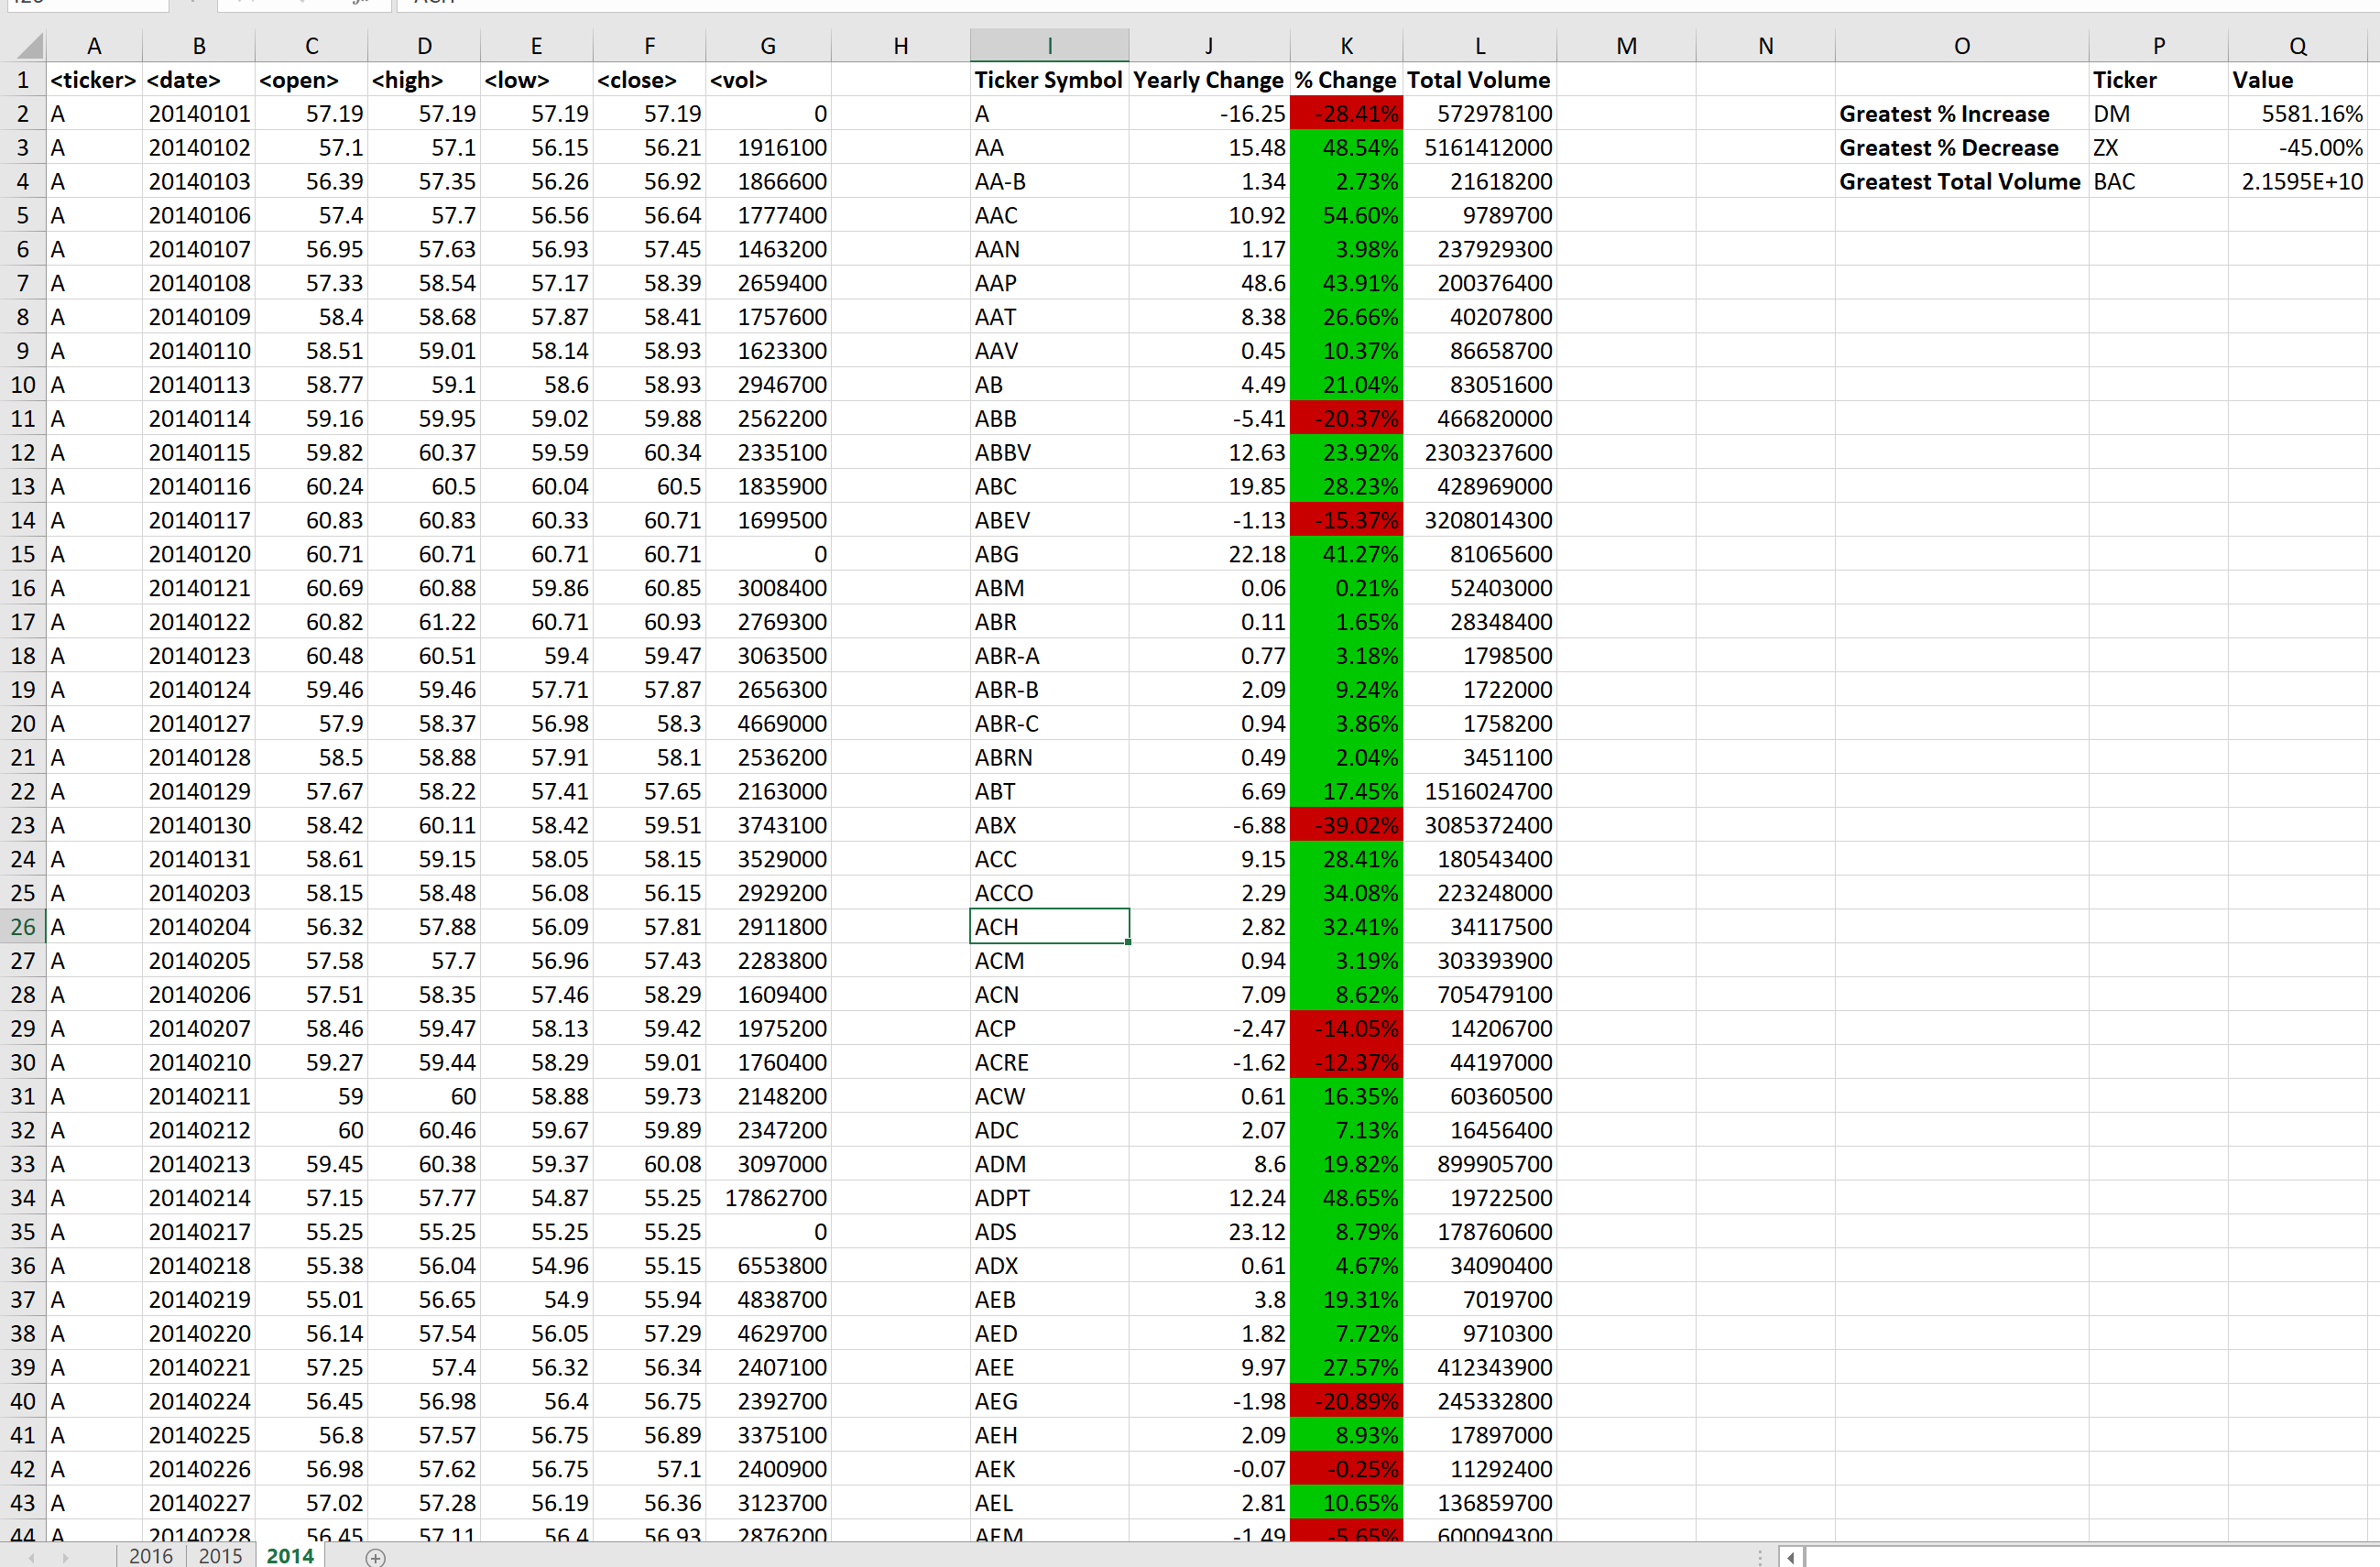 A B C D E F G H I J K L M N O P Q
1 <ticker> <date> <open> <high> <low> <close> <vol> Ticker Symbol Yearly Change % Change Total Volume Ticker Value
2 A 20140101 57.19 57.19 57.19 57.19 0 A -16.25 -28.41% 572978100 Greatest % Increase DM 5581.16%
3 A 20140102 57.1 57.1 56.15 56.21 1916100 AA 15.48 48.54% 5161412000 Greatest % Decrease ZX -45.00%
4 A 20140103 56.39 57.35 56.26 56.92 1866600 AA-B 1.34 2.73% 21618200 Greatest Total Volume BAC 2.1595E+10
5 A 20140106 57.4 57.7 56.56 56.64 1777400 AAC 10.92 54.60% 9789700
6 A 20140107 56.95 57.63 56.93 57.45 1463200 AAN 1.17 3.98% 237929300
7 A 20140108 57.33 58.54 57.17 58.39 2659400 AAP 48.6 43.91% 200376400
8 A 20140109 58.4 58.68 57.87 58.41 1757600 AAT 8.38 26.66% 40207800
9 A 20140110 58.51 59.01 58.14 58.93 1623300 AAV 0.45 10.37% 86658700
10 A 20140113 58.77 59.1 58.6 58.93 2946700 AB 4.49 21.04% 83051600
11 A 20140114 59.16 59.95 59.02 59.88 2562200 ABB -5.41 -20.37% 466820000
12 A 20140115 59.82 60.37 59.59 60.34 2335100 ABBV 12.63 23.92% 2303237600
13 A 20140116 60.24 60.5 60.04 60.5 1835900 ABC 19.85 28.23% 428969000
14 A 20140117 60.83 60.83 60.33 60.71 1699500 ABEV -1.13 -15.37% 3208014300
15 A 20140120 60.71 60.71 60.71 60.71 0 ABG 22.18 41.27% 81065600
16 A 20140121 60.69 60.88 59.86 60.85 3008400 ABM 0.06 0.21% 52403000
17 A 20140122 60.82 61.22 60.71 60.93 2769300 ABR 0.11 1.65% 28348400
18 A 20140123 60.48 60.51 59.4 59.47 3063500 ABR-A 0.77 3.18% 1798500
19 A 20140124 59.46 59.46 57.71 57.87 2656300 ABR-B 2.09 9.24% 1722000
20 A 20140127 57.9 58.37 56.98 58.3 4669000 ABR-C 0.94 3.86% 1758200
21 A 20140128 58.5 58.88 57.91 58.1 2536200 ABRN 0.49 2.04% 3451100
22 A 20140129 57.67 58.22 57.41 57.65 2163000 ABT 6.69 17.45% 1516024700
23 A 20140130 58.42 60.11 58.42 59.51 3743100 ABX -6.88 -39.02% 3085372400
24 A 20140131 58.61 59.15 58.05 58.15 3529000 ACC 9.15 28.41% 180543400
25 A 20140203 58.15 58.48 56.08 56.15 2929200 ACCO 2.29 34.08% 223248000
26 A 20140204 56.32 57.88 56.09 57.81 2911800 ACH 2.82 32.41% 34117500
27 A 20140205 57.58 57.7 56.96 57.43 2283800 ACM 0.94 3.19% 303393900
28 A 20140206 57.51 58.35 57.46 58.29 1609400 ACN 7.09 8.62% 705479100
29 A 20140207 58.46 59.47 58.13 59.42 1975200 ACP -2.47 -14.05% 14206700
30 A 20140210 59.27 59.44 58.29 59.01 1760400 ACRE -1.62 -12.37% 44197000
31 A 20140211 59 60 58.88 59.73 2148200 ACW 0.61 16.35% 60360500
32 A 20140212 60 60.46 59.67 59.89 2347200 ADC 2.07 7.13% 16456400
33 A 20140213 59.45 60.38 59.37 60.08 3097000 ADM 8.6 19.82% 899905700
34 A 20140214 57.15 57.77 54.87 55.25 17862700 ADPT 12.24 48.65% 19722500
35 A 20140217 55.25 55.25 55.25 55.25 0 ADS 23.12 8.79% 178760600
36 A 20140218 55.38 56.04 54.96 55.15 6553800 ADX 0.61 4.67% 34090400
37 A 20140219 55.01 56.65 54.9 55.94 4838700 AEB 3.8 19.31% 7019700
38 A 20140220 56.14 57.54 56.05 57.29 4629700 AED 1.82 7.72% 9710300
39 A 20140221 57.25 57.4 56.32 56.34 2407100 AEE 9.97 27.57% 412343900
40 A 20140224 56.45 56.98 56.4 56.75 2392700 AEG -1.98 -20.89% 245332800
41 A 20140225 56.8 57.57 56.75 56.89 3375100 AEH 2.09 8.93% 17897000
42 A 20140226 56.98 57.62 56.75 57.1 2400900 AEK -0.07 -0.25% 11292400
43 A 20140227 57.02 57.28 56.19 56.36 3123700 AEL 2.81 10.65% 136859700
44 A 20140228 56.45 57.11 56.4 56.93 2876200 AEM -1.49 -5.65% 600094300
2016 2015 2014